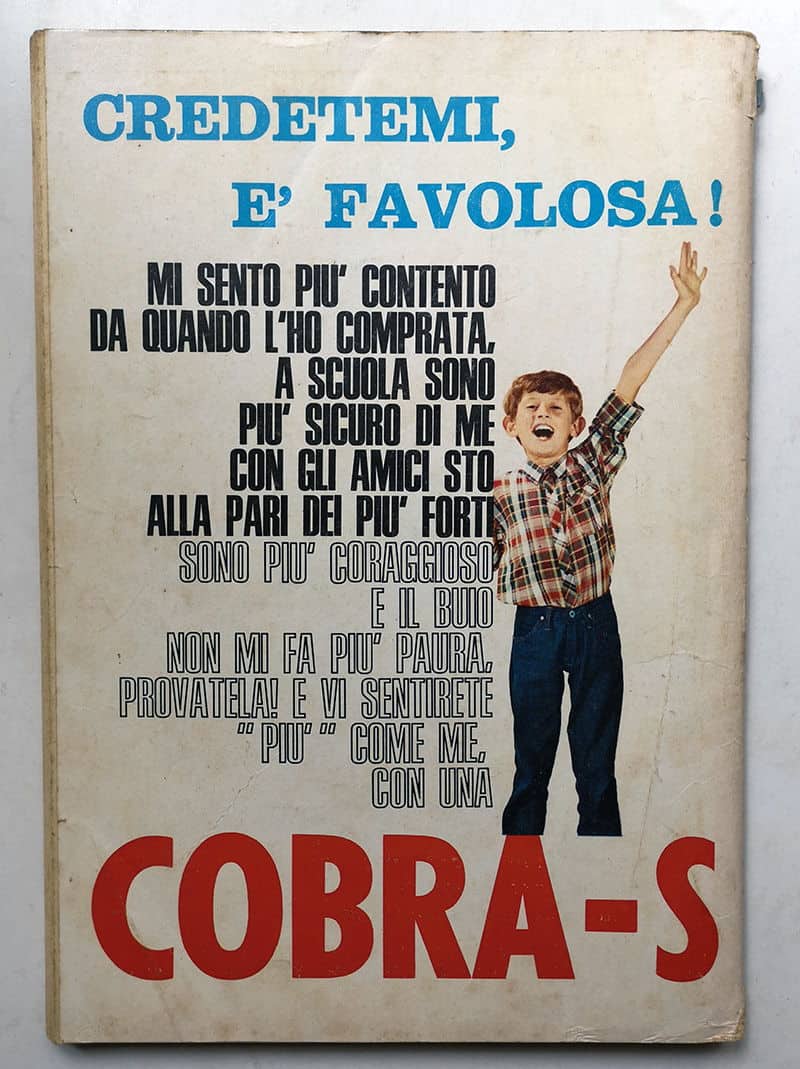 CREDETEMI,
E' FAVOLOSA!
MI SENTO PIU' CONTENTO
DA QUANDO L'HO COMPRATA,
A SCUOLA SONO
PIU' SICURO DI ME
CON GLI AMICI STO
ALLA PARI DEI PIU' FORTI
SONO PIU' CORAGGIOSO
E IL BUIO
NON MI FA PIU' PAURA,
PROVATELA! E VI SENTIRETE
"PIU'" COME ME,
CON UNA
COBRA-S